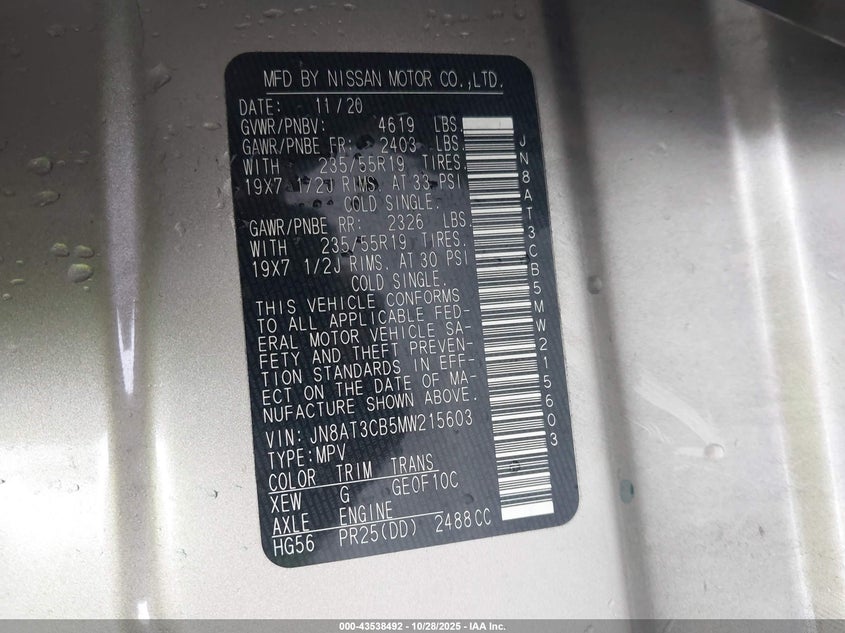 MFD BY NISSAN MOTOR CO.,LTD.
DATE: 11/20
GVWR/PNBV: 4619 LBS.
GAWR/PNBE FR: 2403 LBS.
WITH 235/55R19 TIRES.
19X7 1/2J RIMS. AT 33 PSI
COLD SINGLE.
GAWR/PNBE RR: 2326 LBS.
WITH 235/55R19 TIRES.
19X7 1/2J RIMS. AT 30 PSI
COLD SINGLE.
THIS VEHICLE CONFORMS
TO ALL APPLICABLE FED-
ERAL MOTOR VEHICLE SA-
FETY AND THEFT PREVEN-
TION STANDARDS IN EFF-
ECT ON THE DATE OF MA-
NUFACTURE SHOWN ABOVE.
VIN: JN8AT3CB5MW215603
TYPE:MPV
COLOR TRIM TRANS
XEW G GE0F10C
AXLE ENGINE
HG56 PR25(DD) 2488CC
JN8AT3CB5MW215603
000-43538492 - 10/28/2025 - IAA Inc.